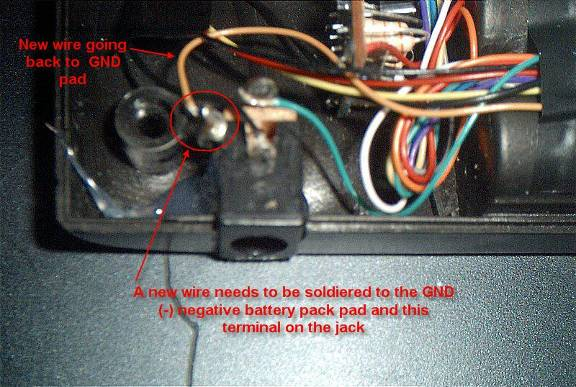 New wire going
back to GND
pad
A new wire needs to be soldiered to the GND
(-) negative battery pack pad and this
terminal on the jack